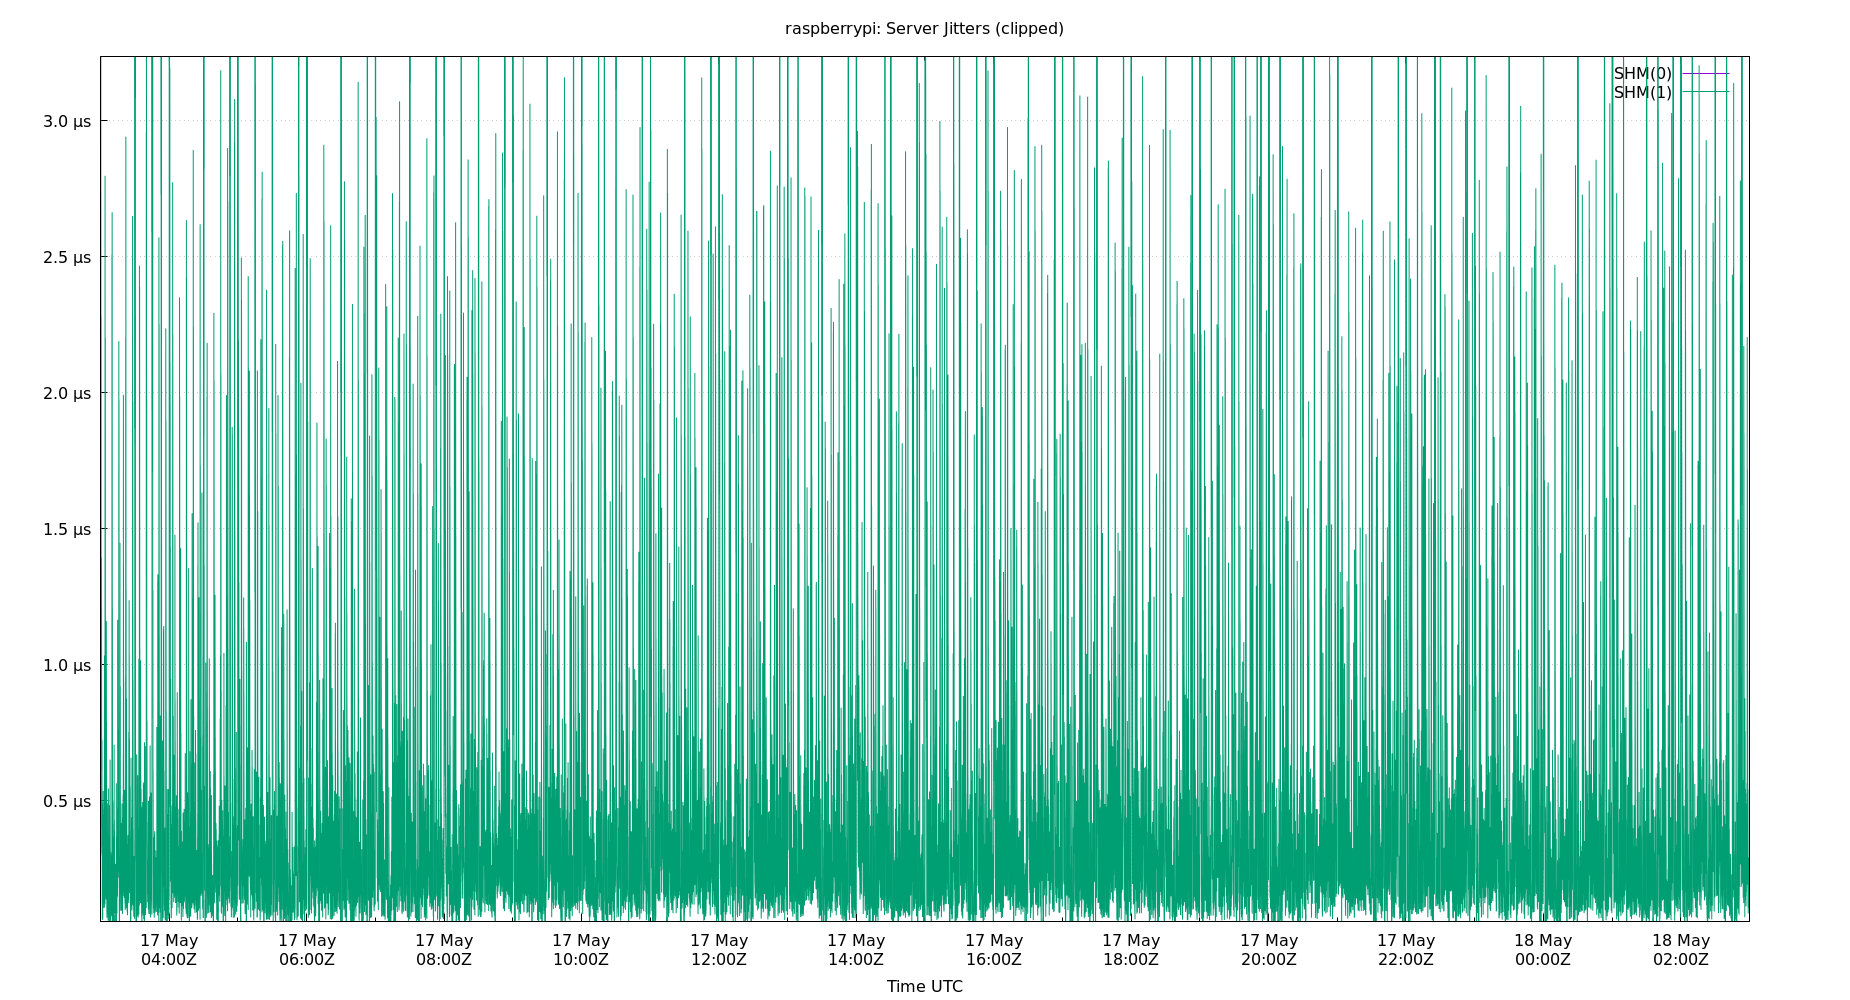 raspberrypi: Server Jitters (clipped)
SHM(0)
SHM(1)
3.0 μs
2.5 μs
2.0 μs
1.5 μs
1.0 μs
0.5 μs
17 May 17 May 17 May 17 May 17 May 17 May 17 May 17 May 17 May 17 May 18 May 18 May
04:00Z 06:00Z 08:00Z 10:00Z 12:00Z 14:00Z 16:00Z 18:00Z 20:00Z 22:00Z 00:00Z 02:00Z
Time UTC